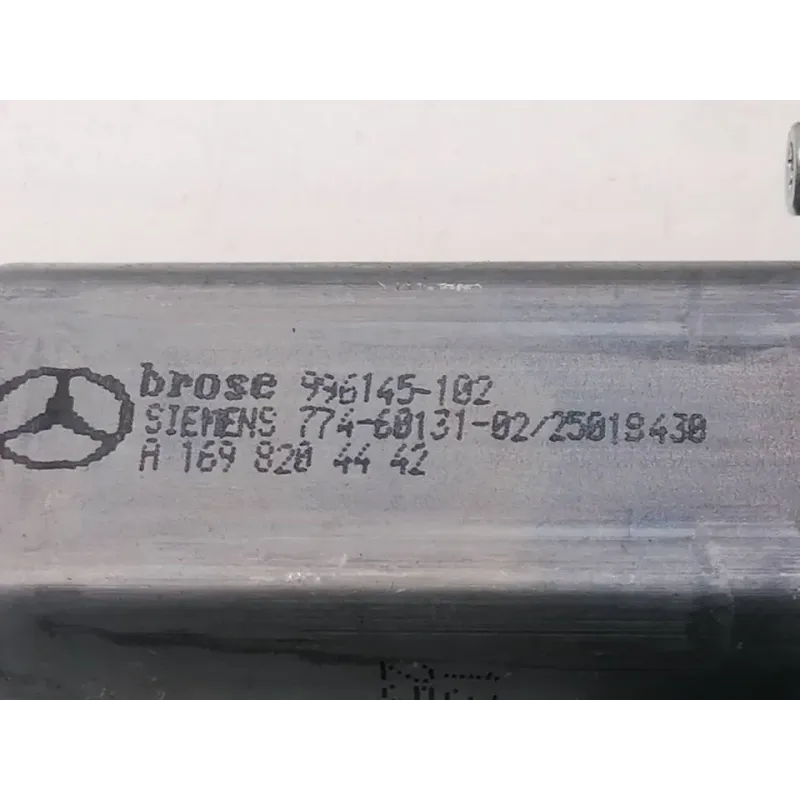 brose 996145-102
SIEMENS 774-60131-02/25019430
A 169 820 44 42